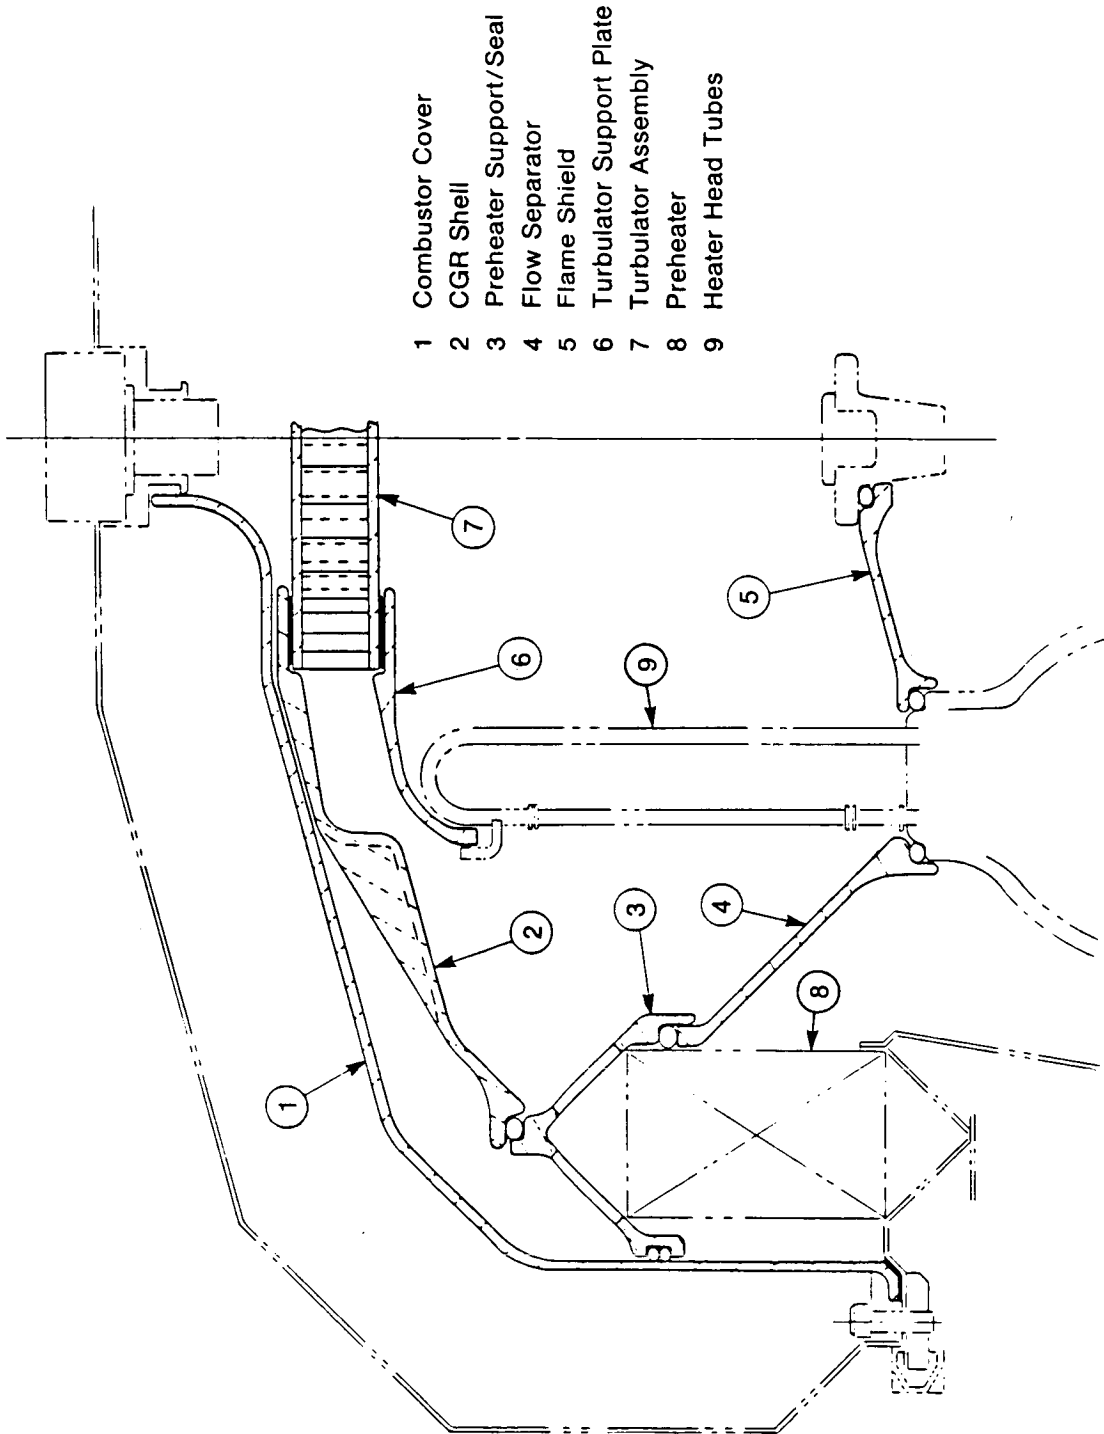 1 Combustor Cover
2 CGR Shell
3 Preheater Support/Seal
4 Flow Separator
5 Flame Shield
6 Turbulator Support Plate
7 Turbulator Assembly
8 Preheater
9 Heater Head Tubes
1
2
3
4
5
6
7
8
9